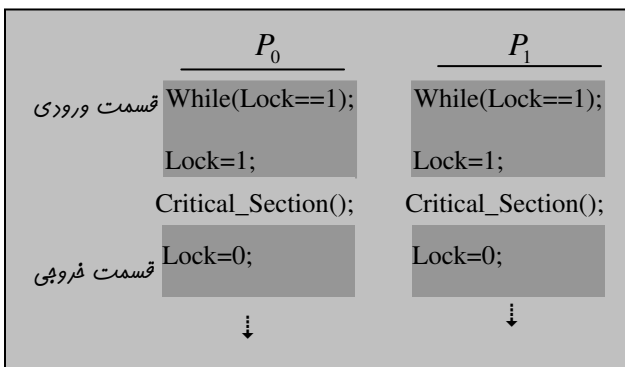 P0 P1
قسمت ورودی While(Lock==1); While(Lock==1);
Lock=1; Lock=1;
Critical_Section(); Critical_Section();
قسمت خروجی Lock=0; Lock=0;